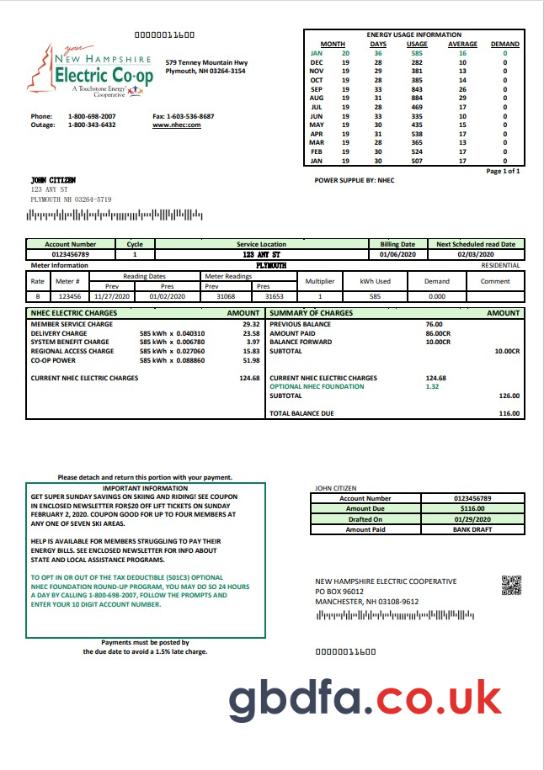 00000011600
your
NEW HAMPSHIRE
Electric Co-op
A Touchstone Energy
Cooperative
579 Tenney Mountain Hwy
Plymouth, NH 03264-3154
Phone: 1-800-698-2007 Fax: 1-603-536-8687
Outage: 1-800-343-6432 www.nhec.com
ENERGY USAGE INFORMATION
MONTH DAYS USAGE AVERAGE DEMAND
JAN 20 36 585 16 0
DEC 19 28 282 10 0
NOV 19 29 381 13 0
OCT 19 28 385 14 0
SEP 19 33 843 26 0
AUG 19 31 884 29 0
JUL 19 28 469 17 0
JUN 19 33 335 10 0
MAY 19 30 435 15 0
APR 19 31 538 17 0
MAR 19 28 365 13 0
FEB 19 30 524 17 0
JAN 19 30 507 17 0
Page 1 of 1
POWER SUPPLIE BY: NHEC
JOHN CITIZEN
123 ANY ST
PLYMOUTH NH 03264-5719
Account Number Cycle Service Location Billing Date Next Scheduled read Date
0123456789 1 123 ANY ST 01/06/2020 02/03/2020
Meter Information PLYMOUTH RESIDENTIAL
Rate Meter # Reading Dates Meter Readings Multiplier kWh Used Demand Comment
Prev Pres Prev Pres
B 123456 11/27/2020 01/02/2020 31068 31653 1 585 0.000
NHEC ELECTRIC CHARGES AMOUNT
MEMBER SERVICE CHARGE 29.32
DELIVERY CHARGE 585 kWh x 0.040310 23.58
SYSTEM BENEFIT CHARGE 585 kWh x 0.006780 3.97
REGIONAL ACCESS CHARGE 585 kWh x 0.027060 15.83
CO-OP POWER 585 kWh x 0.088860 51.98
CURRENT NHEC ELECTRIC CHARGES 124.68
SUMMARY OF CHARGES AMOUNT
PREVIOUS BALANCE 76.00
AMOUNT PAID 86.00CR
BALANCE FORWARD 10.00CR
SUBTOTAL 10.00CR
CURRENT NHEC ELECTRIC CHARGES 124.68
OPTIONAL NHEC FOUNDATION 1.32
SUBTOTAL 126.00
TOTAL BALANCE DUE 116.00
Please detach and return this portion with your payment.
IMPORTANT INFORMATION
GET SUPER SUNDAY SAVINGS ON SKIING AND RIDING! SEE COUPON
IN ENCLOSED NEWSLETTER FOR$20 OFF LIFT TICKETS ON SUNDAY
FEBRUARY 2, 2020. COUPON GOOD FOR UP TO FOUR MEMBERS AT
ANY ONE OF SEVEN SKI AREAS.
HELP IS AVAILABLE FOR MEMBERS STRUGGLING TO PAY THEIR
ENERGY BILLS. SEE ENCLOSED NEWSLETTER FOR INFO ABOUT
STATE AND LOCAL ASSISTANCE PROGRAMS.
TO OPT IN OR OUT OF THE TAX DEDUCTIBLE (501C3) OPTIONAL
NHEC FOUNDATION ROUND-UP PROGRAM, YOU MAY DO SO 24 HOURS
A DAY BY CALLING 1-800-698-2007, FOLLOW THE PROMPTS AND
ENTER YOUR 10 DIGIT ACCOUNT NUMBER.
Payments must be posted by
the due date to avoid a 1.5% late charge.
JOHN CITIZEN
Account Number 0123456789
Amount Due $116.00
Drafted On 01/29/2020
Amount Paid BANK DRAFT
NEW HAMPSHIRE ELECTRIC COOPERATIVE
PO BOX 96012
MANCHESTER, NH 03108-9612
00000011600
gbdfa.co.uk